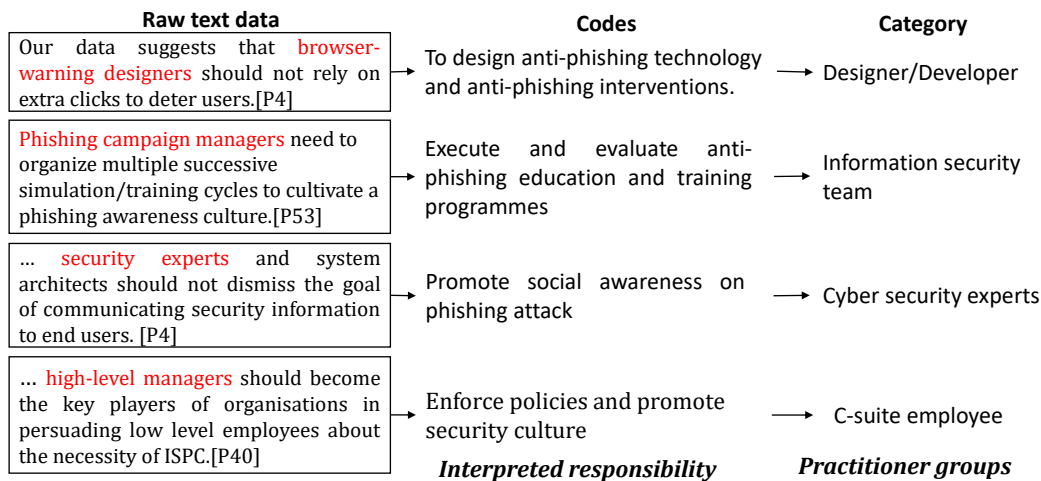 Raw text data
Codes
Category
Our data suggests that browser-
warning designers should not rely on
extra clicks to deter users.[P4]
To design anti-phishing technology
and anti-phishing interventions.
Designer/Developer
Phishing campaign managers need to
organize multiple successive
simulation/training cycles to cultivate a
phishing awareness culture.[P53]
Execute and evaluate anti-
phishing education and training
programmes
Information security
team
... security experts and system
architects should not dismiss the goal
of communicating security information
to end users. [P4]
Promote social awareness on
phishing attack
Cyber security experts
... high-level managers should become
the key players of organisations in
persuading low level employees about
the necessity of ISPC.[P40]
Enforce policies and promote
security culture
C-suite employee
Interpreted responsibility
Practitioner groups